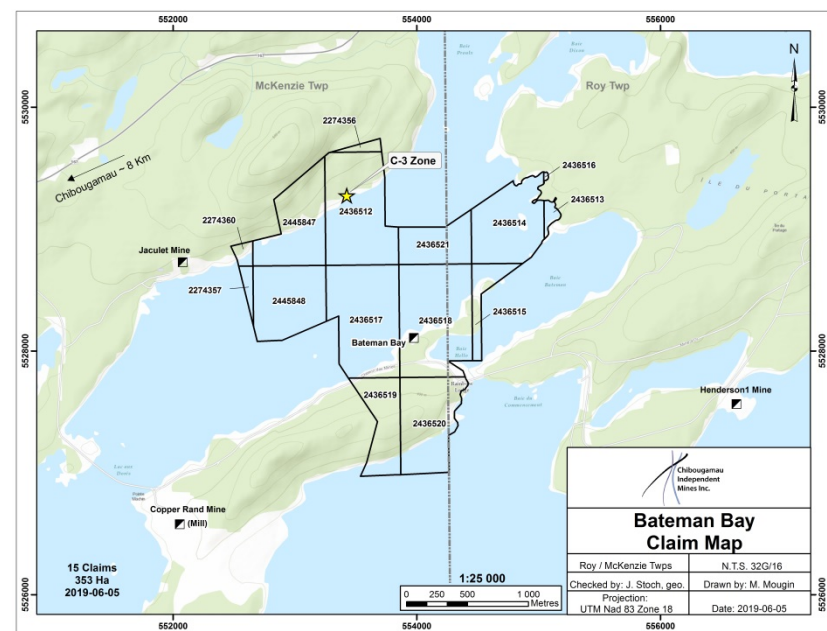 552000
554000
556000
N
McKenzie Twp
Roy Twp
5530000
5530000
2274356
C-3 Zone
Chibougamau ~ 8 Km
2436516
2436513
2436512
2445847
2274360
2436514
2436521
Jaculet Mine
2274357
2445848
2436517
2436518
2436515
Bateman Bay
5528000
5528000
2436519
2436520
Henderson1 Mine
Copper Rand Mine
(Mill)
15 Claims
353 Ha
2019-06-05
1:25 000
0 250 500 1 000
Metres
Chibougamau
Independent
Mines Inc.
Bateman Bay
Claim Map
Roy / McKenzie Twps
N.T.S. 32G/16
Checked by: J. Stoch, geo.
Drawn by: M. Mougin
Projection:
UTM Nad 83 Zone 18
Date: 2019-06-05
5526000
5526000
552000
554000
556000